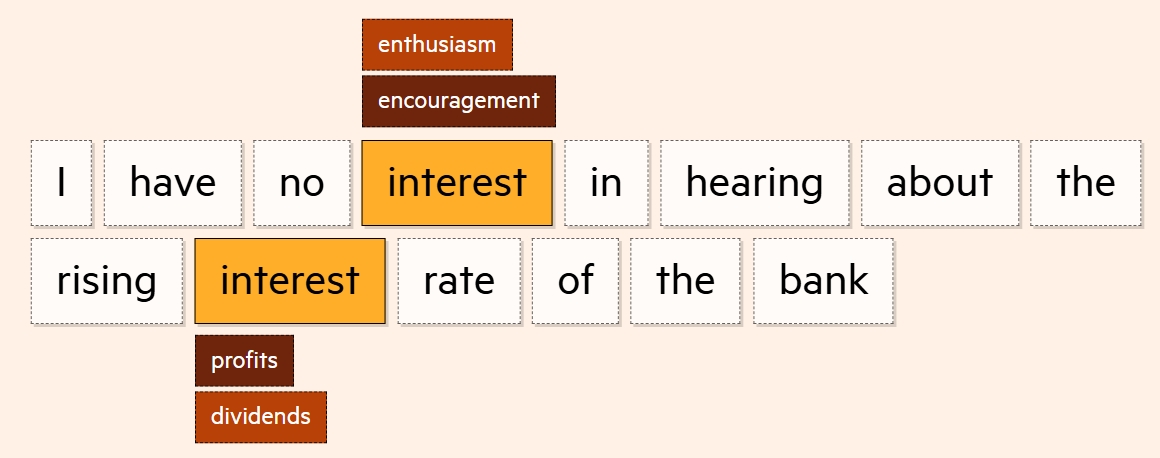 enthusiasm
encouragement
I have no interest in hearing about the
rising interest rate of the bank
profits
dividends